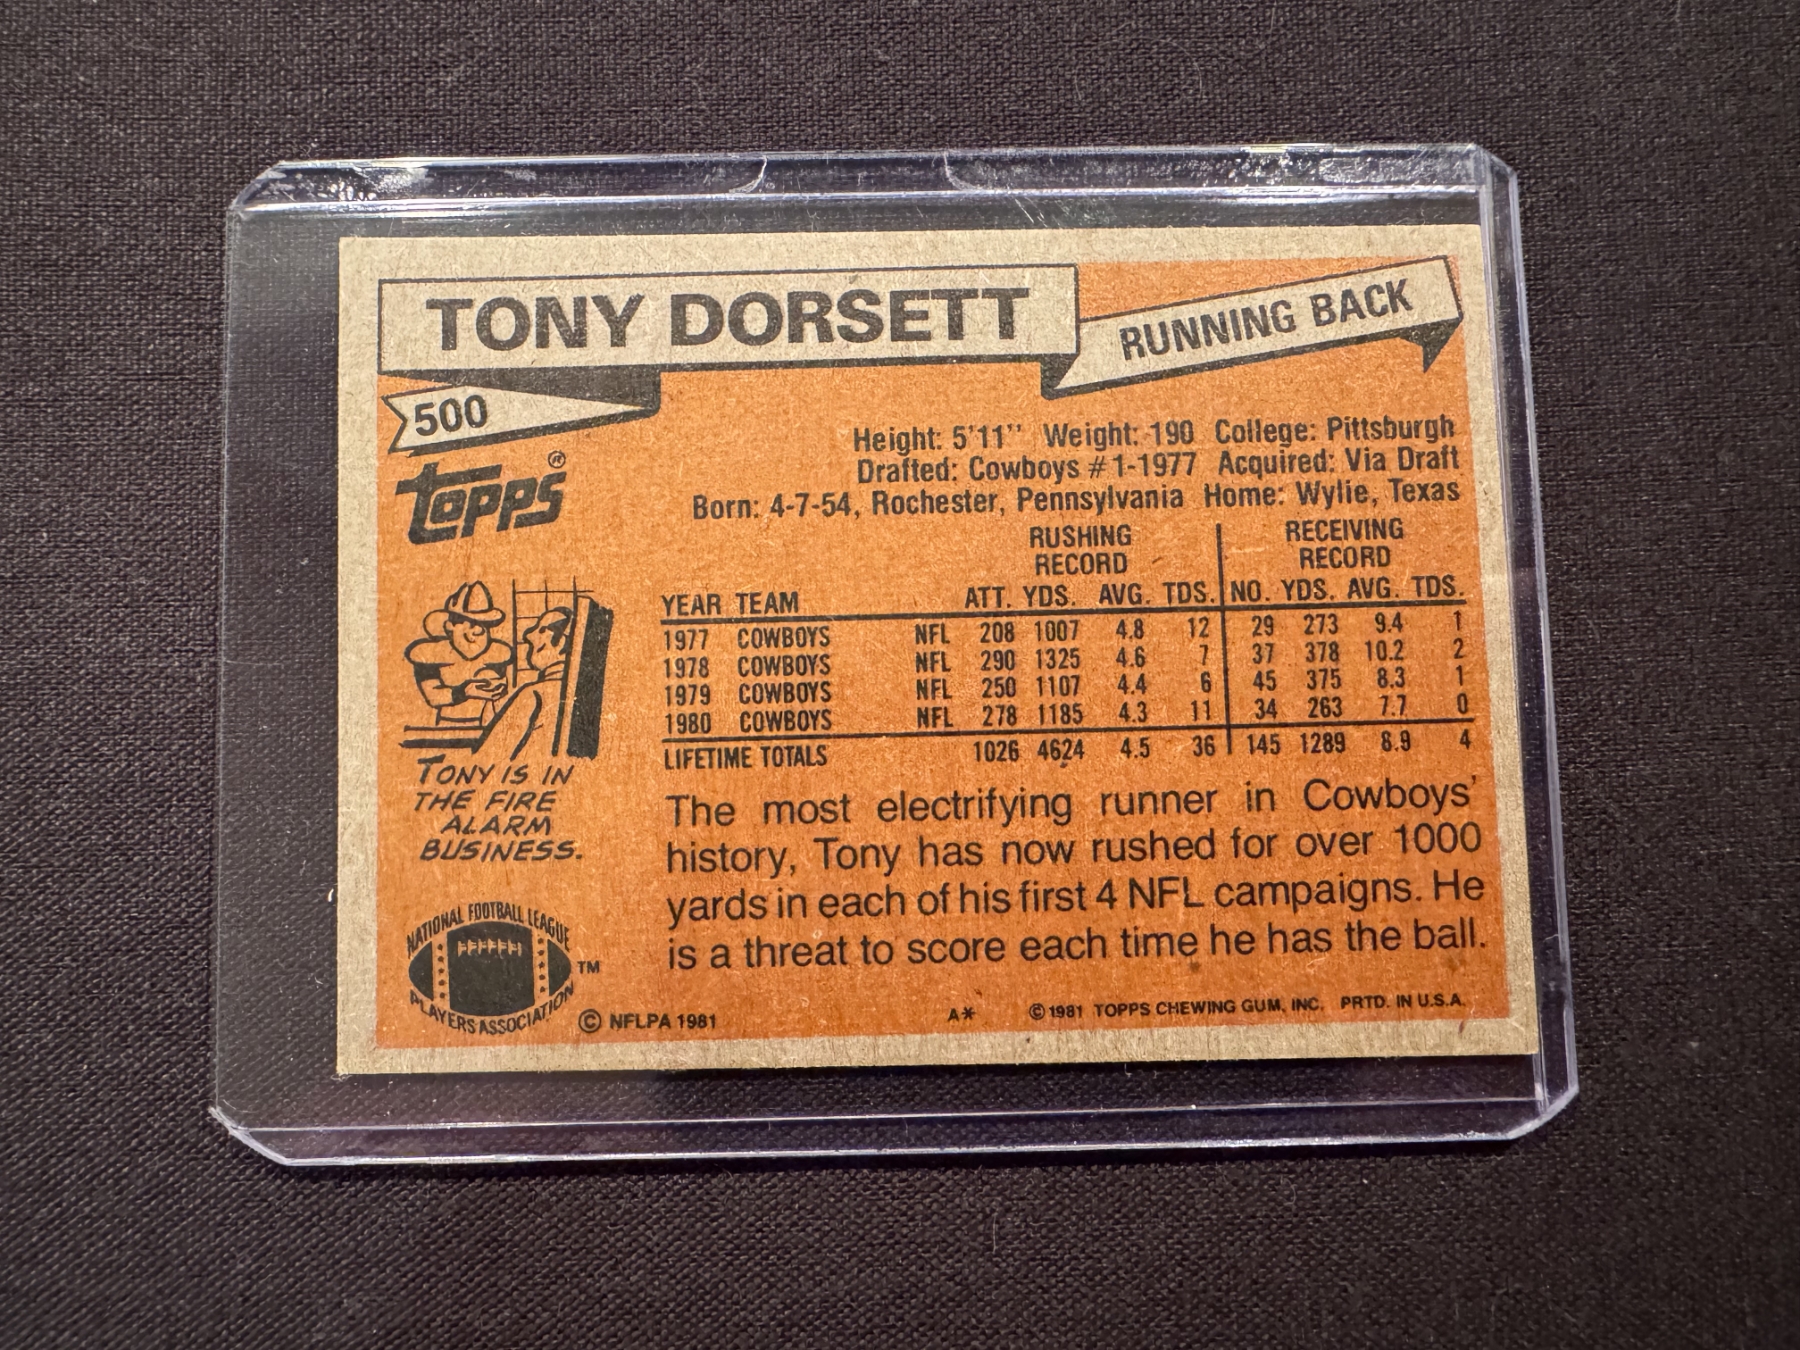 TONY DORSETT
RUNNING BACK
500
topps®
Height: 5'11'' Weight: 190 College: Pittsburgh
Drafted: Cowboys #1-1977 Acquired: Via Draft
Born: 4-7-54, Rochester, Pennsylvania Home: Wylie, Texas
RUSHING RECORD RECEIVING RECORD
YEAR TEAM ATT. YDS. AVG. TDS. NO. YDS. AVG. TDS.
1977 COWBOYS NFL 208 1007 4.8 12 29 273 9.4 1
1978 COWBOYS NFL 290 1325 4.6 7 37 378 10.2 2
1979 COWBOYS NFL 250 1107 4.4 6 45 375 8.3 1
1980 COWBOYS NFL 278 1185 4.3 11 34 263 7.7 0
LIFETIME TOTALS 1026 4624 4.5 36 145 1289 8.9 4
TONY IS IN
THE FIRE
ALARM
BUSINESS.
The most electrifying runner in Cowboys'
history, Tony has now rushed for over 1000
yards in each of his first 4 NFL campaigns. He
is a threat to score each time he has the ball.
NATIONAL FOOTBALL LEAGUE
PLAYERS ASSOCIATION TM
© NFLPA 1981
A* © 1981 TOPPS CHEWING GUM, INC. PRTD. IN U.S.A.